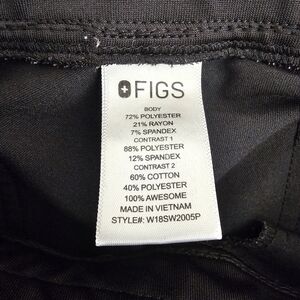 FIGS
BODY
72% POLYESTER
21% RAYON
7% SPANDEX
CONTRAST 1
88% POLYESTER
12% SPANDEX
CONTRAST 2
60% COTTON
40% POLYESTER
100% AWESOME
MADE IN VIETNAM
STYLE#: W18SW2005P